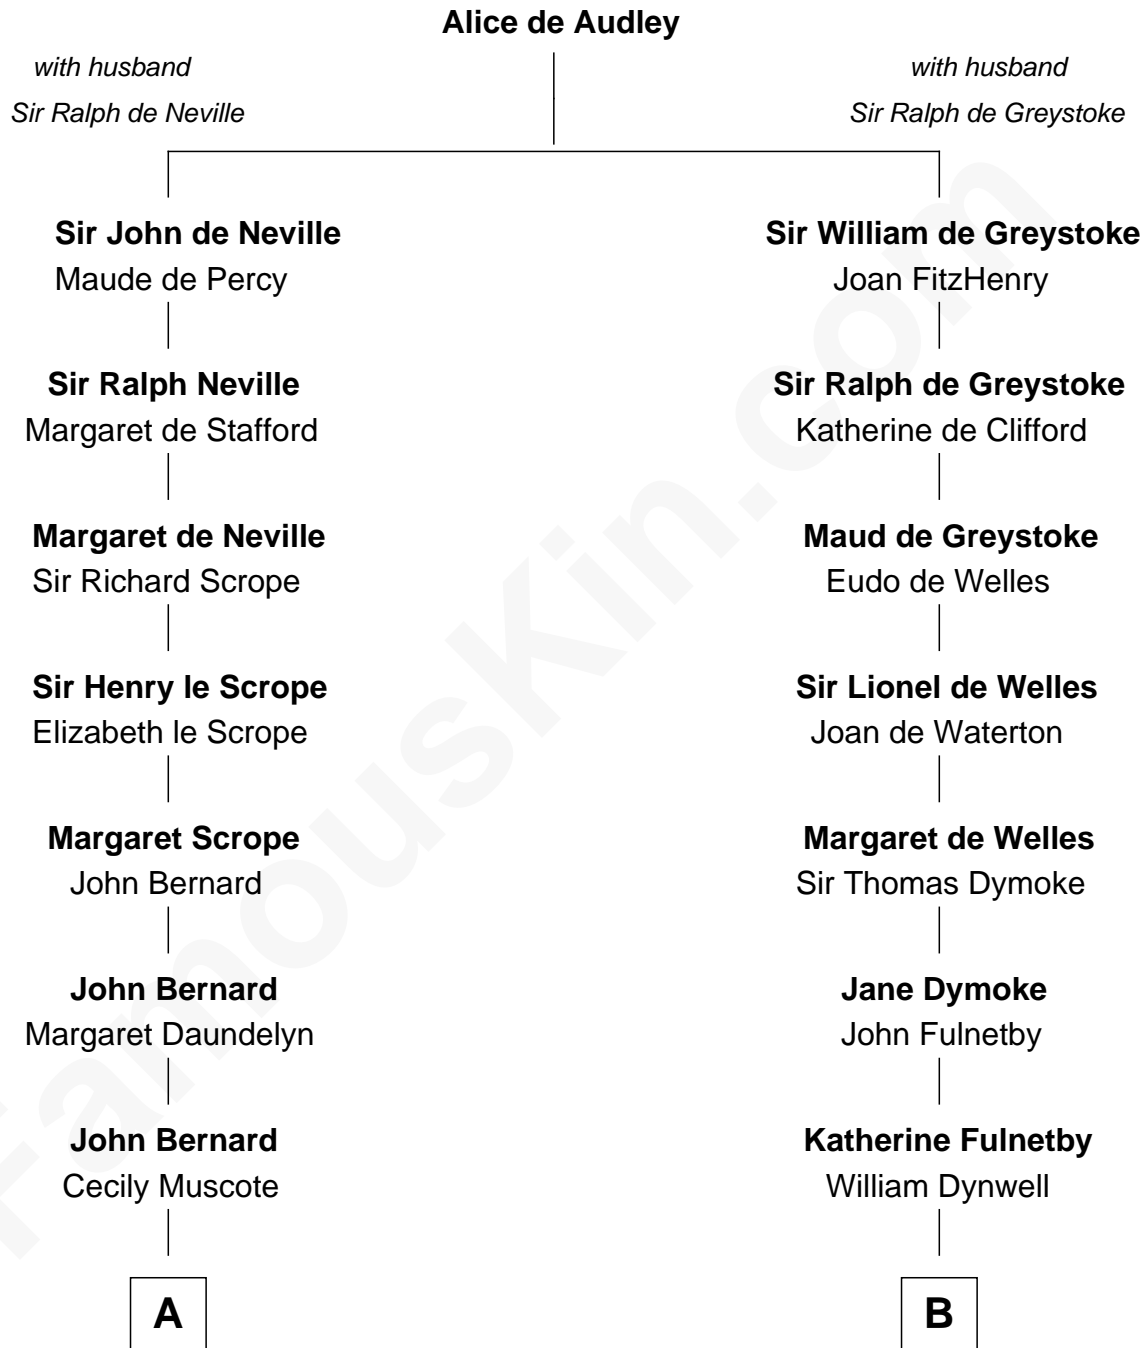 Alice de Audley
with husband
Sir Ralph de Neville
with husband
Sir Ralph de Greystoke
Sir John de Neville
Maude de Percy
Sir William de Greystoke
Joan FitzHenry
Sir Ralph Neville
Margaret de Stafford
Sir Ralph de Greystoke
Katherine de Clifford
Margaret de Neville
Sir Richard Scrope
Maud de Greystoke
Eudo de Welles
Sir Henry le Scrope
Elizabeth le Scrope
Sir Lionel de Welles
Joan de Waterton
Margaret Scrope
John Bernard
Margaret de Welles
Sir Thomas Dymoke
John Bernard
Margaret Daundelyn
Jane Dymoke
John Fulnetby
John Bernard
Cecily Muscote
Katherine Fulnetby
William Dynwell
A
B
FamousKin.com